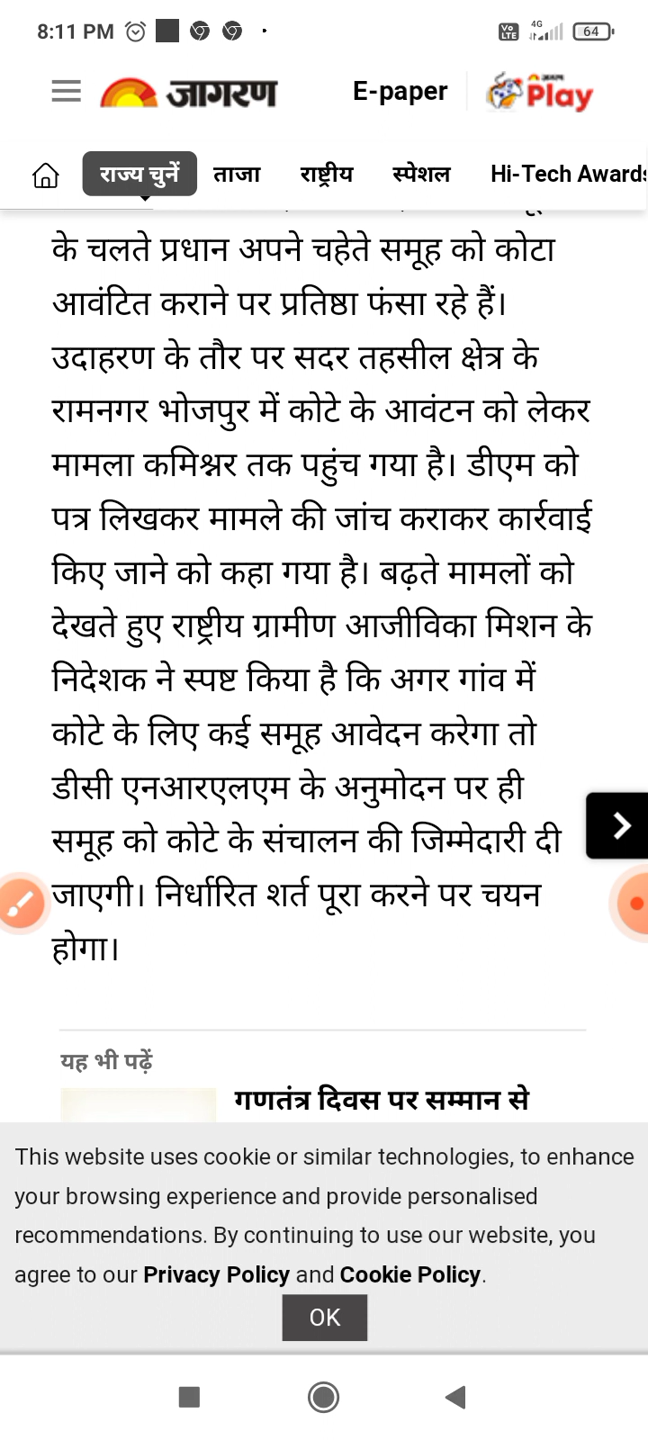 8:11 PM
Vo LTE 4G 64
जागरण E-paper Play
राज्य चुनें ताजा राष्ट्रीय स्पेशल Hi-Tech Award
के चलते प्रधान अपने चहेते समूह को कोटा
आवंटित कराने पर प्रतिष्ठा फंसा रहे हैं।
उदाहरण के तौर पर सदर तहसील क्षेत्र के
रामनगर भोजपुर में कोटे के आवंटन को लेकर
मामला कमिश्नर तक पहुंच गया है। डीएम को
पत्र लिखकर मामले की जांच कराकर कार्रवाई
किए जाने को कहा गया है। बढ़ते मामलों को
देखते हुए राष्ट्रीय ग्रामीण आजीविका मिशन के
निदेशक ने स्पष्ट किया है कि अगर गांव में
कोटे के लिए कई समूह आवेदन करेगा तो
डीसी एनआरएलएम के अनुमोदन पर ही
समूह को कोटे के संचालन की जिम्मेदारी दी
जाएगी। निर्धारित शर्त पूरा करने पर चयन
होगा।
यह भी पढ़ें
गणतंत्र दिवस पर सम्मान से
This website uses cookie or similar technologies, to enhance
your browsing experience and provide personalised
recommendations. By continuing to use our website, you
agree to our Privacy Policy and Cookie Policy.
OK